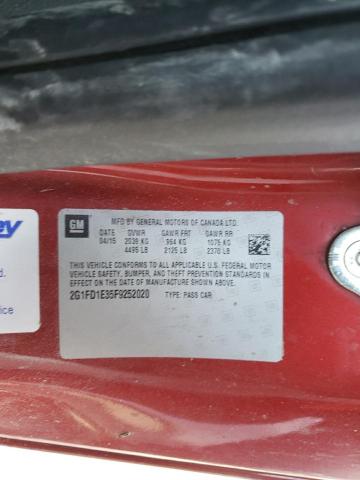 GM
MFD BY GENERAL MOTORS OF CANADA LTD.
DATE GVWR GAWR FRT GAWR RR
04/15 2039 KG 964 KG 1075 KG
4495 LB 2125 LB 2370 LB
THIS VEHICLE CONFORMS TO ALL APPLICABLE U.S. FEDERAL MOTOR
VEHICLE SAFETY, BUMPER, AND THEFT PREVENTION STANDARDS IN
EFFECT ON THE DATE OF MANUFACTURE SHOWN ABOVE.
2G1FD1E35F9252020 TYPE: PASS CAR
ey
d.
ice